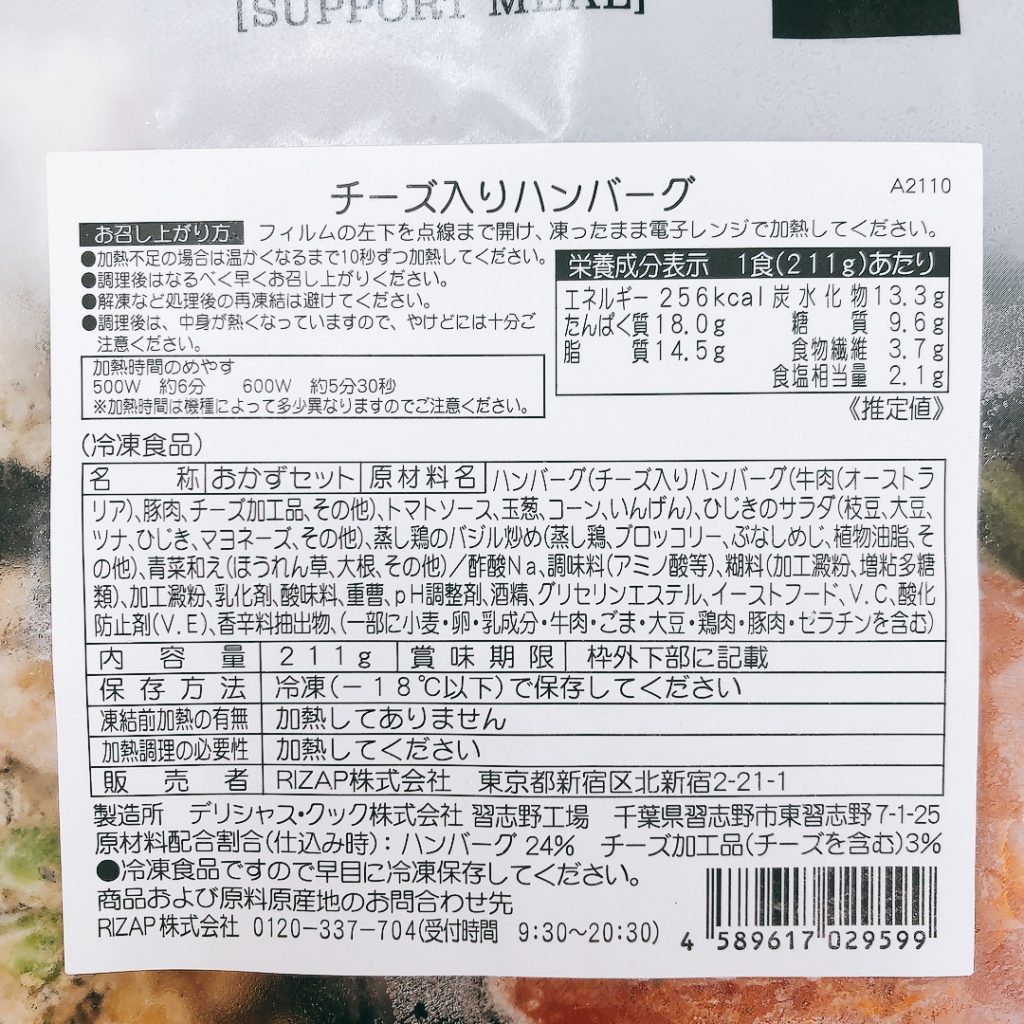 [SUPPORT MEAL]
チーズ入りハンバーグ
A2110
お召し上がり方 フィルムの左下を点線まで開け、凍ったまま電子レンジで加熱してください。
●加熱不足の場合は温かくなるまで10秒ずつ加熱してください。
●調理後はなるべく早くお召し上がりください。
●解凍など処理後の再凍結は避けてください。
●調理後は、中身が熱くなっていますので、やけどには十分ご
注意ください。
加熱時間のめやす
500W 約6分 600W 約5分30秒
※加熱時間は機種によって多少異なりますのでご注意ください。
栄養成分表示 1食(211g)あたり
エネルギー 256kcal 炭水化物 13.3g
たんぱく質 18.0g 糖質 9.6g
脂質 14.5g 食物繊維 3.7g
食塩相当量 2.1g
《推定値》
(冷凍食品)
名称 おかずセット 原材料名 ハンバーグ(チーズ入りハンバーグ(牛肉(オーストラ
リア)、豚肉、チーズ加工品、その他)、トマトソース、玉葱、コーン、いんげん)、ひじきのサラダ(枝豆、大豆、
ツナ、ひじき、マヨネーズ、その他)、蒸し鶏のバジル炒め(蒸し鶏、ブロッコリー、ぶなしめじ、植物油脂、そ
の他)、青菜和え(ほうれん草、大根、その他)/酢酸Na、調味料(アミノ酸等)、糊料(加工澱粉、増粘多糖
類)、加工澱粉、乳化剤、酸味料、重曹、pH調整剤、酒精、グリセリンエステル、イーストフード、V.C、酸化
防止剤(V.E)、香辛料抽出物、(一部に小麦・卵・乳成分・牛肉・ごま・大豆・鶏肉・豚肉・ゼラチンを含む)
内容量 211g 賞味期限 枠外下部に記載
保存方法 冷凍(-18℃以下)で保存してください
凍結前加熱の有無 加熱してありません
加熱調理の必要性 加熱してください
販売者 RIZAP株式会社 東京都新宿区北新宿2-21-1
製造所 デリシャス・クック株式会社 習志野工場 千葉県習志野市東習志野7-1-25
原材料配合割合(仕込み時):ハンバーグ 24% チーズ加工品(チーズを含む)3%
●冷凍食品ですので早目に冷凍保存してください。
商品および原料原産地のお問合わせ先
RIZAP株式会社 0120-337-704(受付時間 9:30～20:30)
4 589617 029599